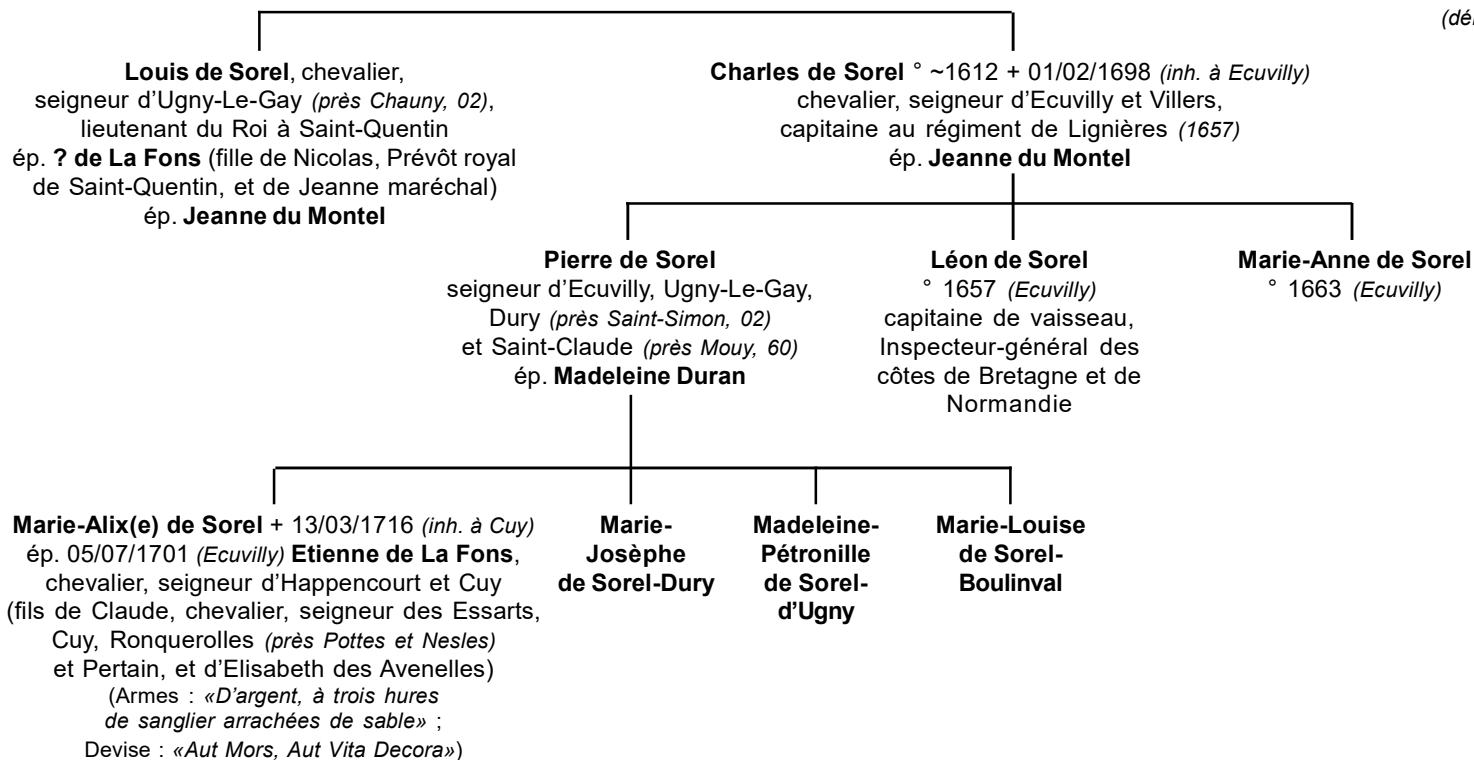 (dé
Louis de Sorel, chevalier,
seigneur d’Ugny-Le-Gay (près Chauny, 02),
lieutenant du Roi à Saint-Quentin
ép. ? de La Fons (fille de Nicolas, Prévôt royal
de Saint-Quentin, et de Jeanne maréchal)
ép. Jeanne du Montel
Charles de Sorel ° ~1612 + 01/02/1698 (inh. à Ecuvilly)
chevalier, seigneur d’Ecuvilly et Villers,
capitaine au régiment de Lignières (1657)
ép. Jeanne du Montel
Pierre de Sorel
seigneur d’Ecuvilly, Ugny-Le-Gay,
Dury (près Saint-Simon, 02)
et Saint-Claude (près Mouy, 60)
ép. Madeleine Duran
Léon de Sorel
° 1657 (Ecuvilly)
capitaine de vaisseau,
Inspecteur-général des
côtes de Bretagne et de
Normandie
Marie-Anne de Sorel
° 1663 (Ecuvilly)
Marie-Alix(e) de Sorel + 13/03/1716 (inh. à Cuy)
ép. 05/07/1701 (Ecuvilly) Etienne de La Fons,
chevalier, seigneur d’Happencourt et Cuy
(fils de Claude, chevalier, seigneur des Essarts,
Cuy, Ronquerolles (près Pottes et Nesles)
et Pertain, et d’Elisabeth des Avenelles)
(Armes : «D’argent, à trois hures
de sanglier arrachées de sable» ;
Devise : «Aut Mors, Aut Vita Decora»)
Marie-
Josèphe
de Sorel-Dury
Madeleine-
Pétronille
de Sorel-
d’Ugny
Marie-Louise
de Sorel-
Boulinval